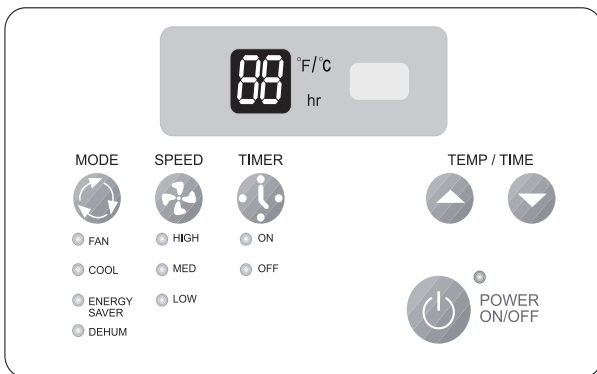 88 °F/°C
hr
MODE SPEED TIMER TEMP / TIME
FAN HIGH ON
COOL MED OFF
ENERGY SAVER LOW
DEHUM
POWER
ON/OFF